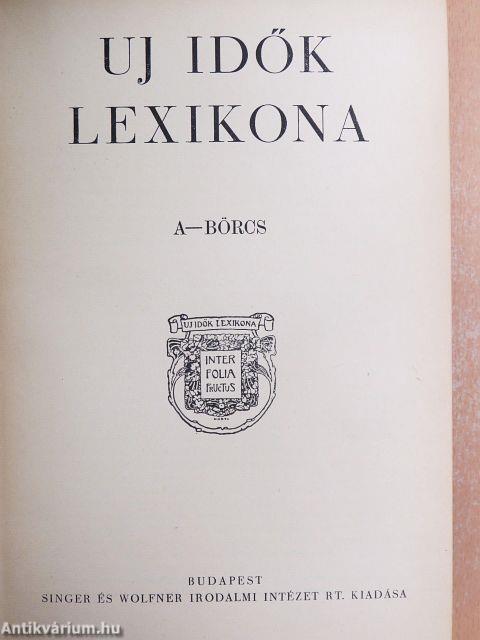 UJ IDŐK
LEXIKONA
A—BÖRCS
UJ IDŐK LEXIKONA
INTER
FOLIA
FRUCTUS
BUDAPEST
SINGER ÉS WOLFNER IRODALMI INTÉZET RT. KIADÁSA
Antikvárium.hu